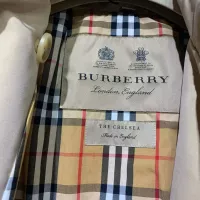 BURBERRY
London, England
THE CHELSEA
Made in England